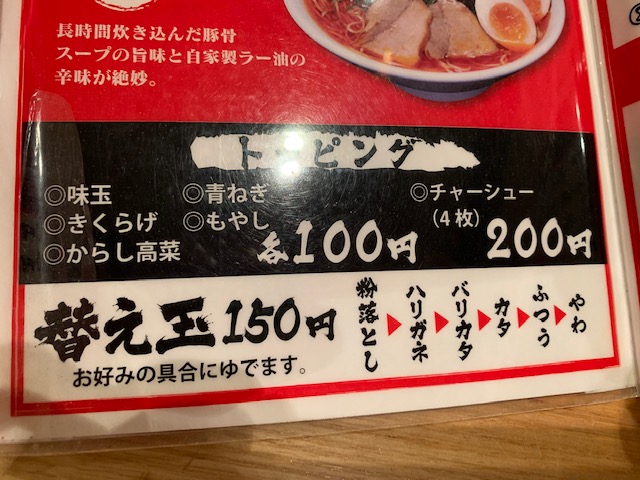 長時間炊き込んだ豚骨
スープの旨味と自家製ラー油の
辛味が絶妙。
トッピング
◎味玉 ◎青ねぎ ◎チャーシュー
◎きくらげ ◎もやし (4枚)
◎からし高菜 各100円 200円
替え玉150円
お好みの具合にゆでます。
粉落とし▶ハリガネ▶バリカタ▶カタ▶ふつう▶やわ